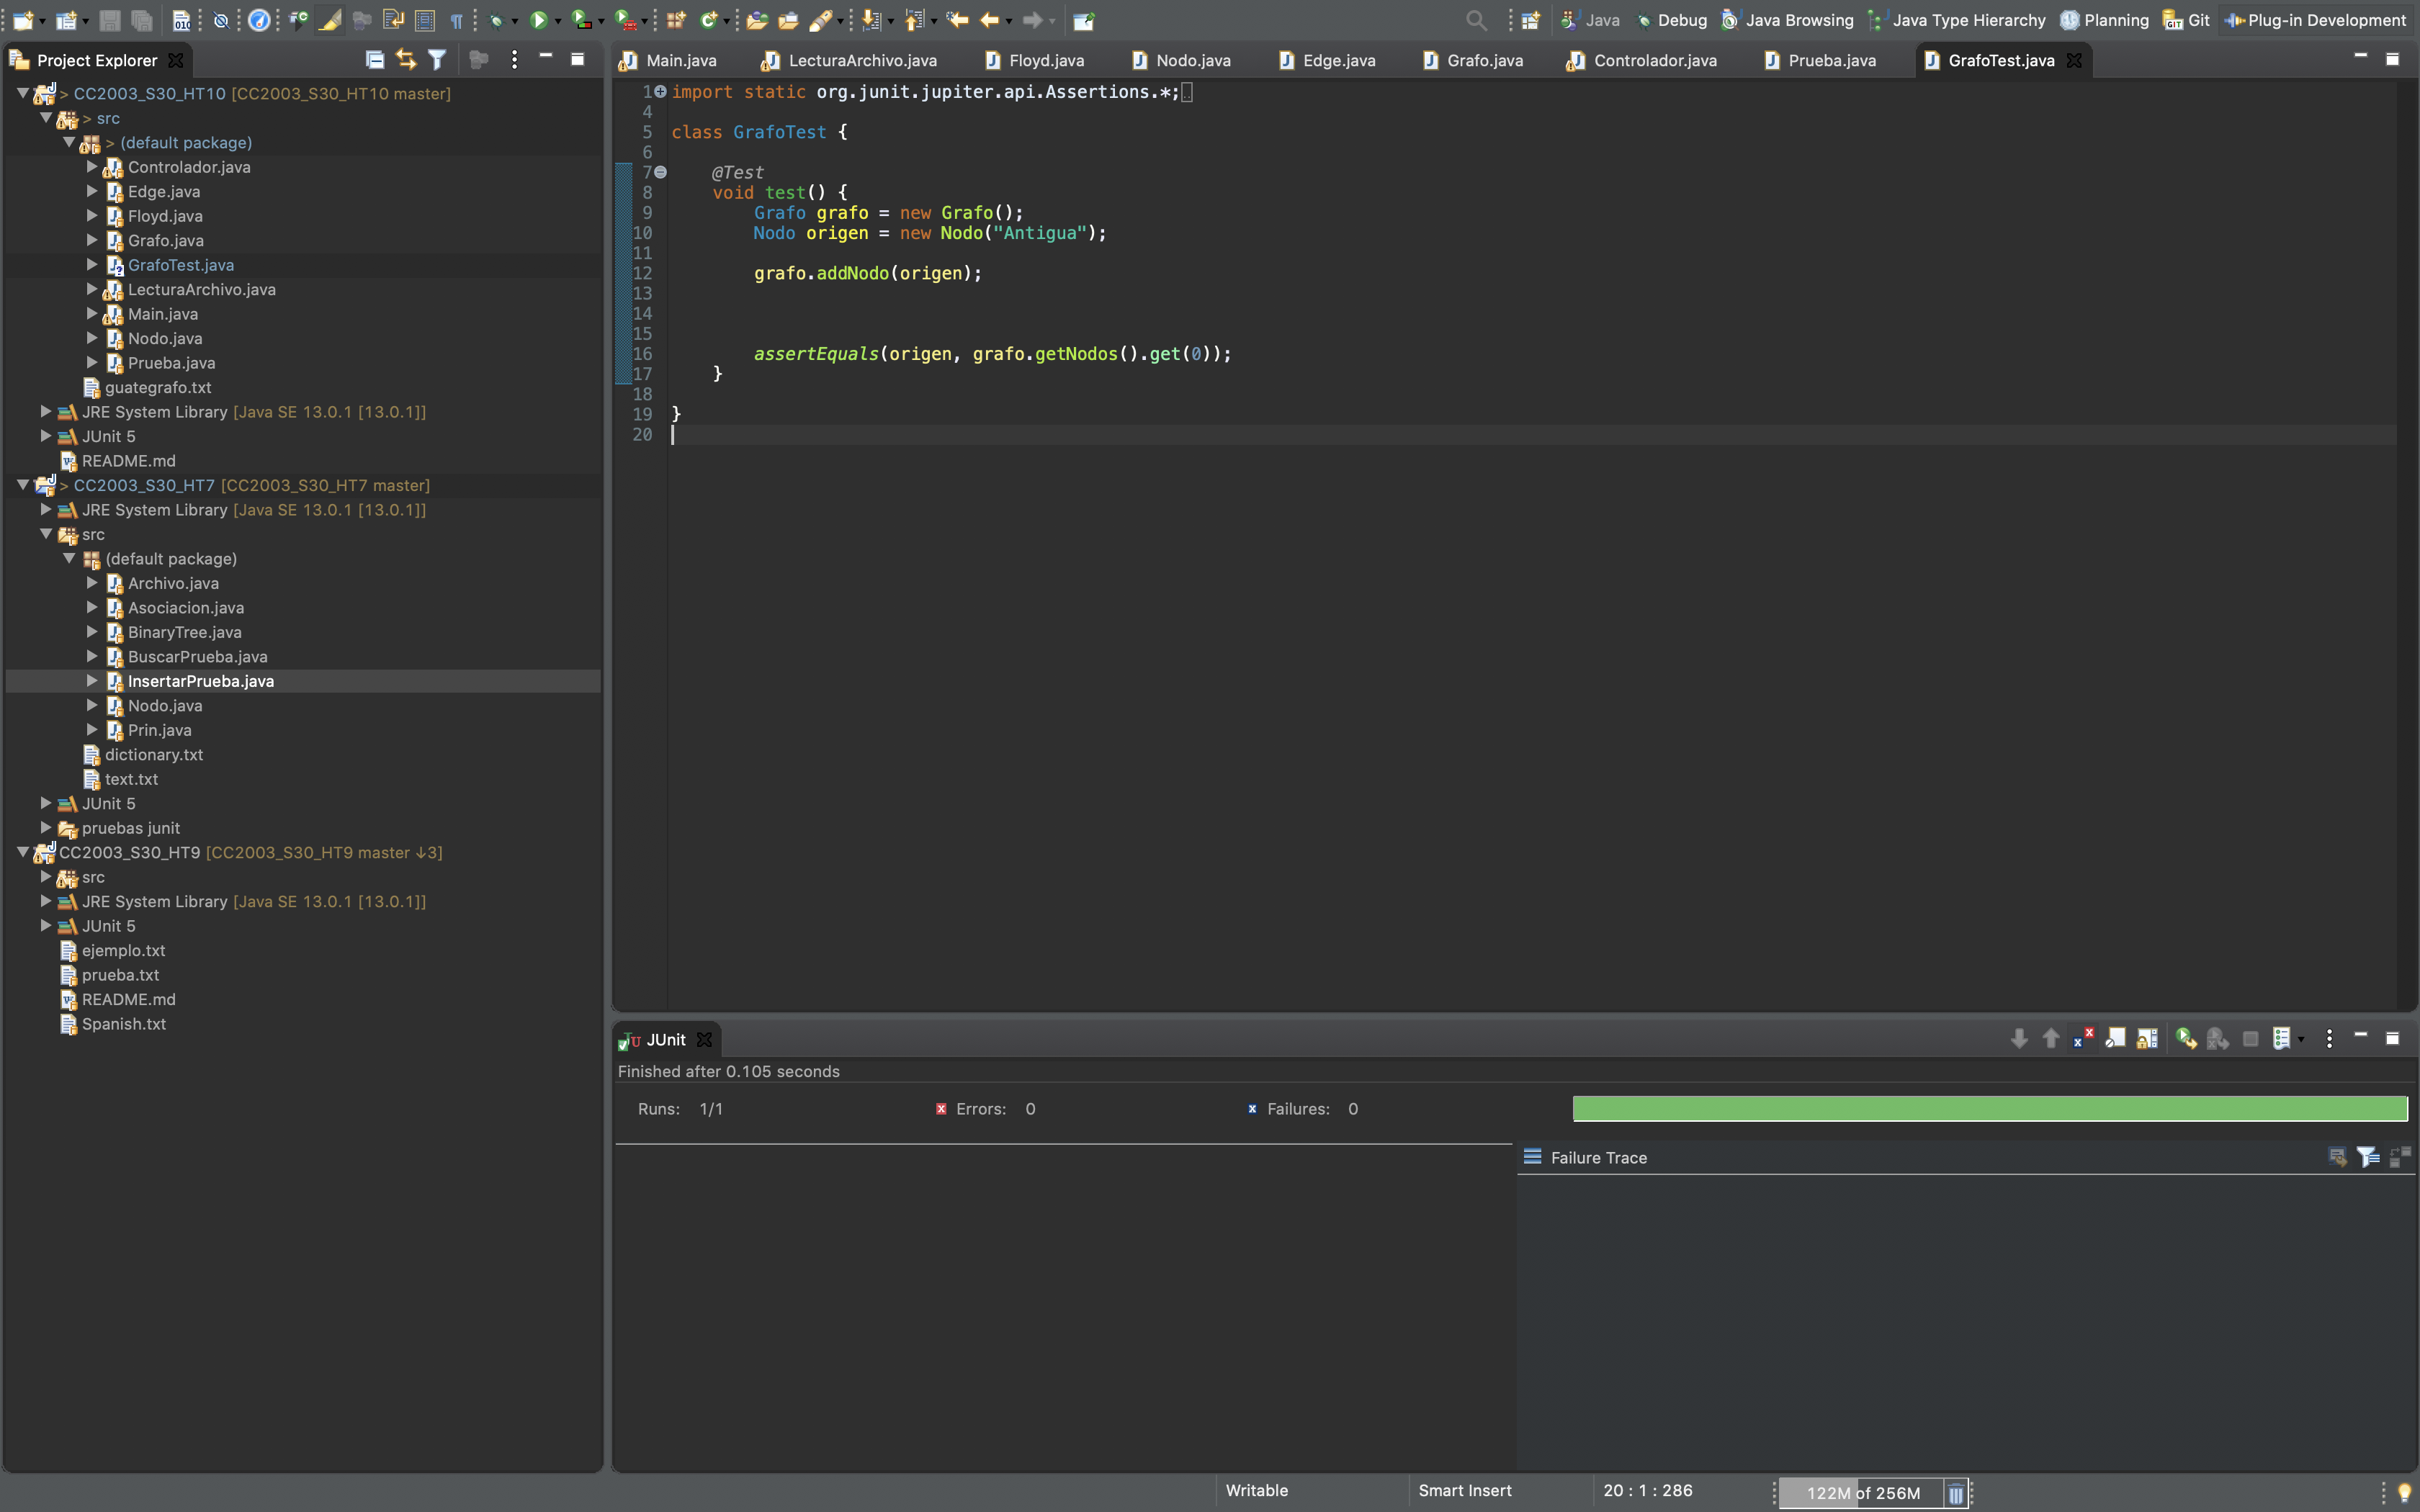 Java
Debug
Java Browsing
Java Type Hierarchy
Planning
Git
Plug-in Development
Project Explorer
> CC2003_S30_HT10 [CC2003_S30_HT10 master]
> src
> (default package)
Controlador.java
Edge.java
Floyd.java
Grafo.java
GrafoTest.java
LecturaArchivo.java
Main.java
Nodo.java
Prueba.java
guategrafo.txt
JRE System Library [Java SE 13.0.1 [13.0.1]]
JUnit 5
README.md
> CC2003_S30_HT7 [CC2003_S30_HT7 master]
JRE System Library [Java SE 13.0.1 [13.0.1]]
src
(default package)
Archivo.java
Asociacion.java
BinaryTree.java
BuscarPrueba.java
InsertarPrueba.java
Nodo.java
Prin.java
dictionary.txt
text.txt
JUnit 5
pruebas junit
CC2003_S30_HT9 [CC2003_S30_HT9 master ↓3]
src
JRE System Library [Java SE 13.0.1 [13.0.1]]
JUnit 5
ejemplo.txt
prueba.txt
README.md
Spanish.txt
Main.java
LecturaArchivo.java
Floyd.java
Nodo.java
Edge.java
Grafo.java
Controlador.java
Prueba.java
GrafoTest.java
1 import static org.junit.jupiter.api.Assertions.*;
4
5 class GrafoTest {
6
7 @Test
8 void test() {
9 Grafo grafo = new Grafo();
10 Nodo origen = new Nodo("Antigua");
11
12 grafo.addNodo(origen);
13
14
15
16 assertEquals(origen, grafo.getNodos().get(0));
17 }
18
19 }
20
JUnit
Finished after 0.105 seconds
Runs: 1/1
Errors: 0
Failures: 0
Failure Trace
Writable
Smart Insert
20 : 1 : 286
122M of 256M